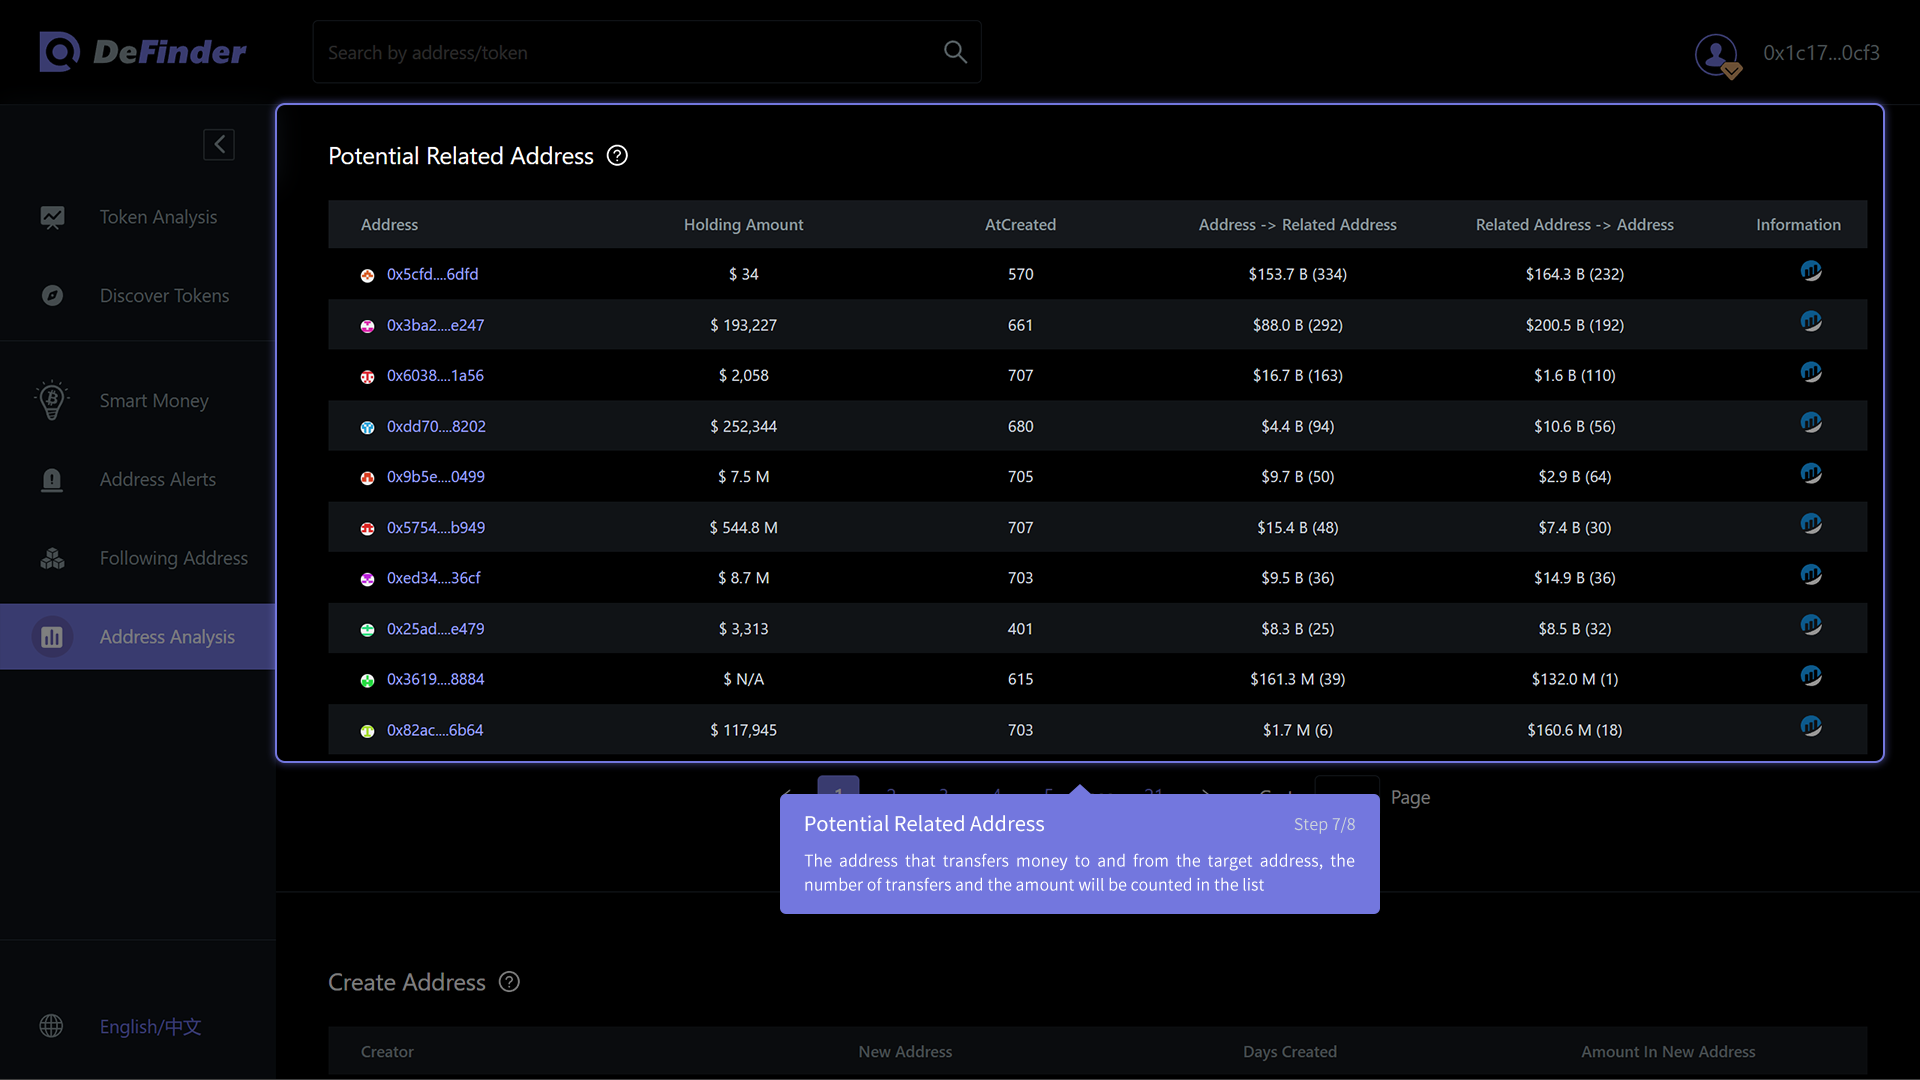 DeFinder
Search by address/token
0x1c17...0cf3
Token Analysis
Discover Tokens
Smart Money
Address Alerts
Following Address
Address Analysis
English/中文
Potential Related Address ?
Address Holding Amount AtCreated Address -> Related Address Related Address -> Address Information
0x5cfd....6dfd $ 34 570 $153.7 B (334) $164.3 B (232)
0x3ba2....e247 $ 193,227 661 $88.0 B (292) $200.5 B (192)
0x6038....1a56 $ 2,058 707 $16.7 B (163) $1.6 B (110)
0xdd70....8202 $ 252,344 680 $4.4 B (94) $10.6 B (56)
0x9b5e....0499 $ 7.5 M 705 $9.7 B (50) $2.9 B (64)
0x5754....b949 $ 544.8 M 707 $15.4 B (48) $7.4 B (30)
0xed34....36cf $ 8.7 M 703 $9.5 B (36) $14.9 B (36)
0x25ad....e479 $ 3,313 401 $8.3 B (25) $8.5 B (32)
0x3619....8884 $ N/A 615 $161.3 M (39) $132.0 M (1)
0x82ac....6b64 $ 117,945 703 $1.7 M (6) $160.6 M (18)
Page
Potential Related Address Step 7/8
The address that transfers money to and from the target address, the
number of transfers and the amount will be counted in the list
Create Address ?
Creator New Address Days Created Amount In New Address